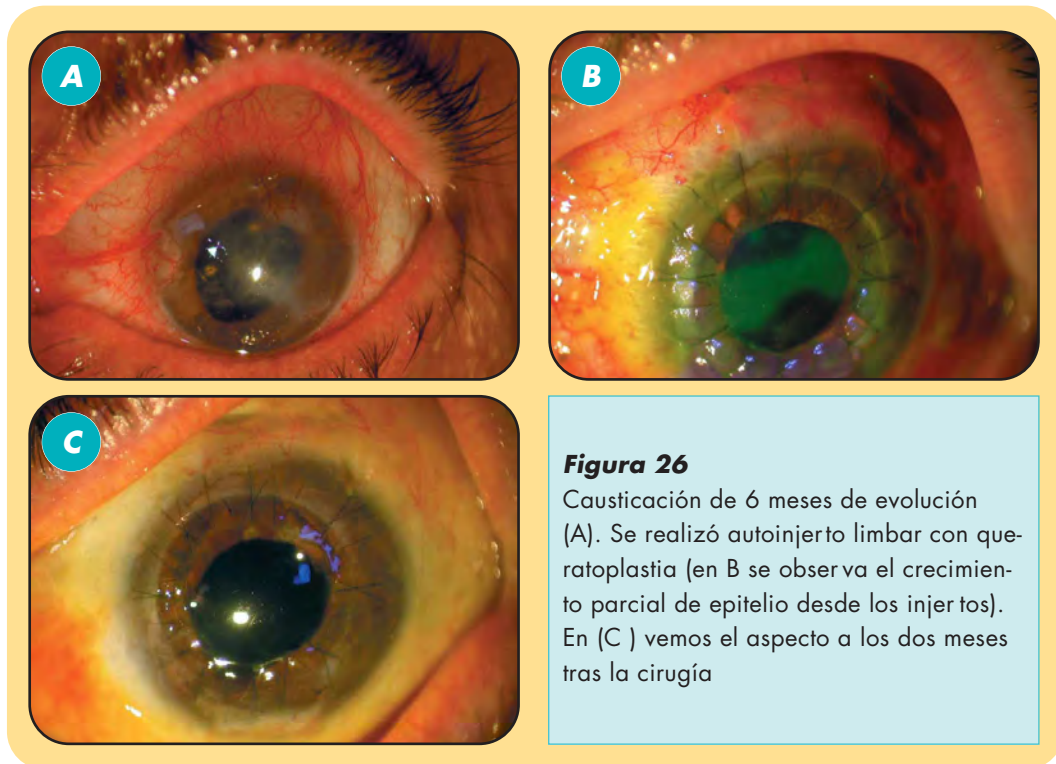 A
B
C
Figura 26
Causticación de 6 meses de evolución
(A). Se realizó autoinjerto limbar con que-
ratoplastia (en B se observa el crecimien-
to parcial de epitelio desde los injertos).
En (C ) vemos el aspecto a los dos meses
tras la cirugía